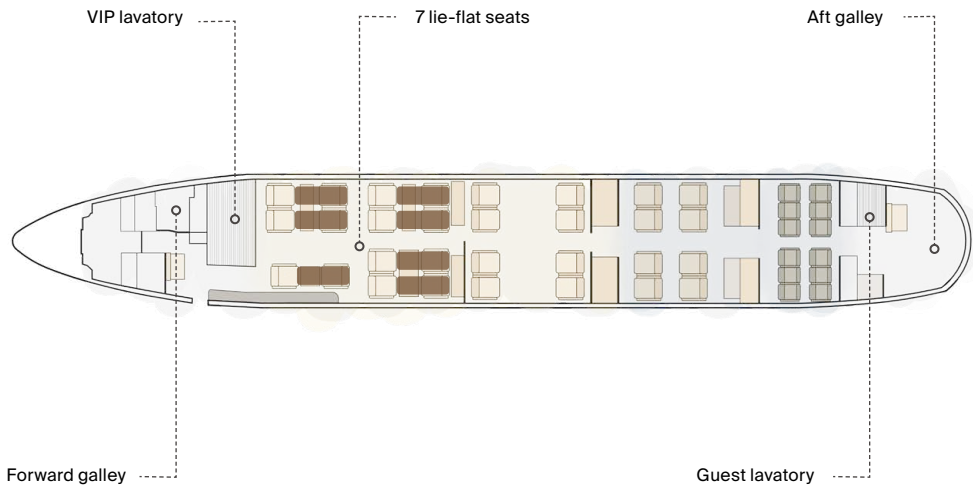 VIP lavatory
7 lie-flat seats
Aft galley
Forward galley
Guest lavatory